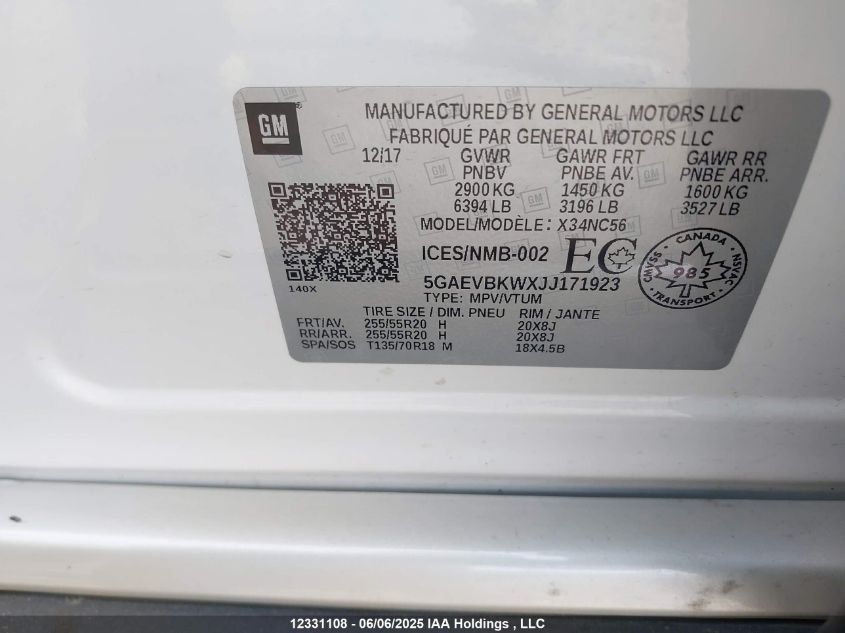 GM
MANUFACTURED BY GENERAL MOTORS LLC
FABRIQUÉ PAR GENERAL MOTORS LLC
12/17 GVWR GAWR FRT GAWR RR
PNBV PNBE AV. PNBE ARR.
2900 KG 1450 KG 1600 KG
6394 LB 3196 LB 3527 LB
MODEL/MODÈLE: X34NC56
ICES/NMB-002 EC
CANADA
CMVSS 985 NSVAC
TRANSPORT
140X
5GAEVBKWXJJ171923
TYPE: MPV/VTUM
TIRE SIZE / DIM. PNEU RIM / JANTE
FRT/AV. 255/55R20 H 20X8J
RR/ARR. 255/55R20 H 20X8J
SPA/SOS T135/70R18 M 18X4.5B
12331108 - 06/06/2025 IAA Holdings , LLC